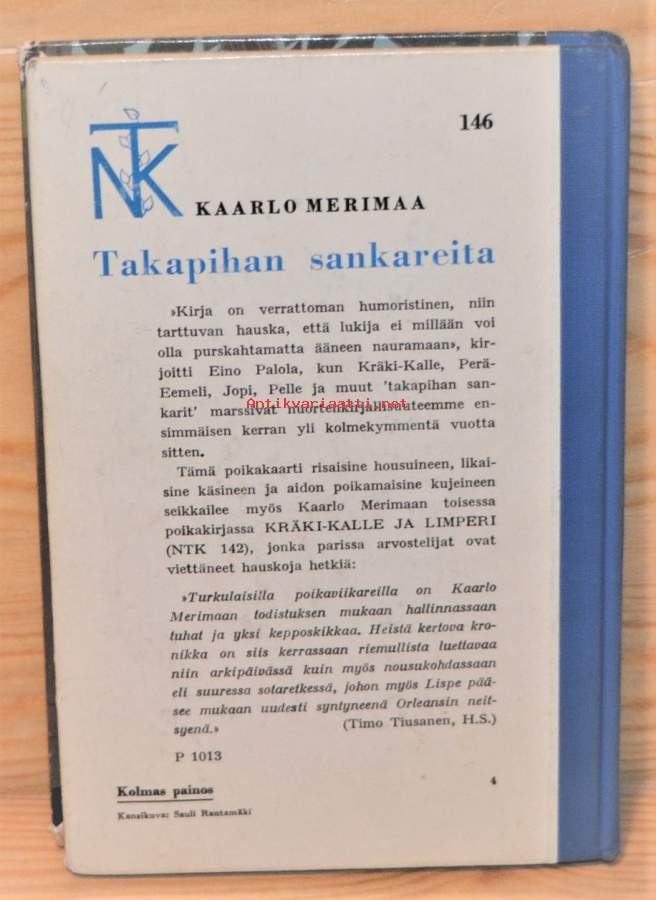 146
NTK
KAARLO MERIMAA
Takapihan sankareita
»Kirja on verrattoman humoristinen, niin
tarttuvan hauska, että lukija ei millään voi
olla purskahtamatta ääneen nauramaan», kir-
joitti Eino Palola, kun Kräki-Kalle, Perä-
Eemeli, Jopi, Pelle ja muut 'takapihan san-
Antikvariaatti.net
karit' marssivat nuortenkirjallisuuteemme en-
simmäisen kerran yli kolmekymmentä vuotta
sitten.
Tämä poikakaarti risaisine housuineen, likai-
sine käsineen ja aidon poikamaisine kujeineen
seikkailee myös Kaarlo Merimaan toisessa
poikakirjassa KRÄKI-KALLE JA LIMPERI
(NTK 142), jonka parissa arvostelijat ovat
viettäneet hauskoja hetkiä:
»Turkulaisilla poikaviikareilla on Kaarlo
Merimaan todistuksen mukaan hallinnassaan
tuhat ja yksi kepposkikkaa. Heistä kertova kro-
nikka on siis kerrassaan riemullista luettavaa
niin arkipäivässä kuin myös nousukohdassaan
eli suuressa sotaretkessä, johon myös Lispe pää-
see mukaan uudesti syntyneenä Orleansin neit-
syenä.» (Timo Tiusanen, H.S.)
P 1013
Kolmas painos
4
Kansikuva: Sauli Rantamäki